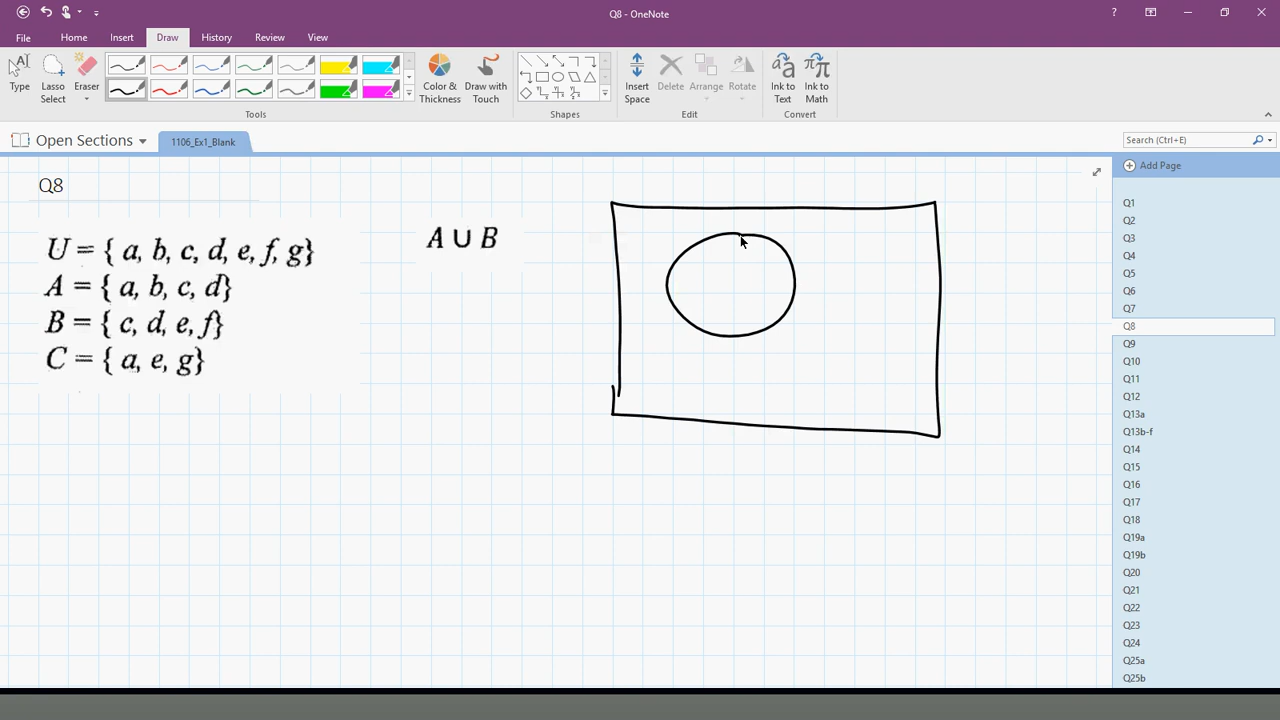 Q8 - OneNote
?
File
Home
Insert
Draw
History
Review
View
Type
Lasso
Select
Eraser
Color &
Thickness
Draw with
Touch
Insert
Space
Delete
Arrange
Rotate
Ink to
Text
Ink to
Math
Tools
Shapes
Edit
Convert
Open Sections
1106_Ex1_Blank
Search (Ctrl+E)
Add Page
Q8
U = { a, b, c, d, e, f, g}
A = { a, b, c, d}
B = { c, d, e, f}
C = { a, e, g}
A ∪ B
Q1
Q2
Q3
Q4
Q5
Q6
Q7
Q8
Q9
Q10
Q11
Q12
Q13a
Q13b-f
Q14
Q15
Q16
Q17
Q18
Q19a
Q19b
Q20
Q21
Q22
Q23
Q24
Q25a
Q25b